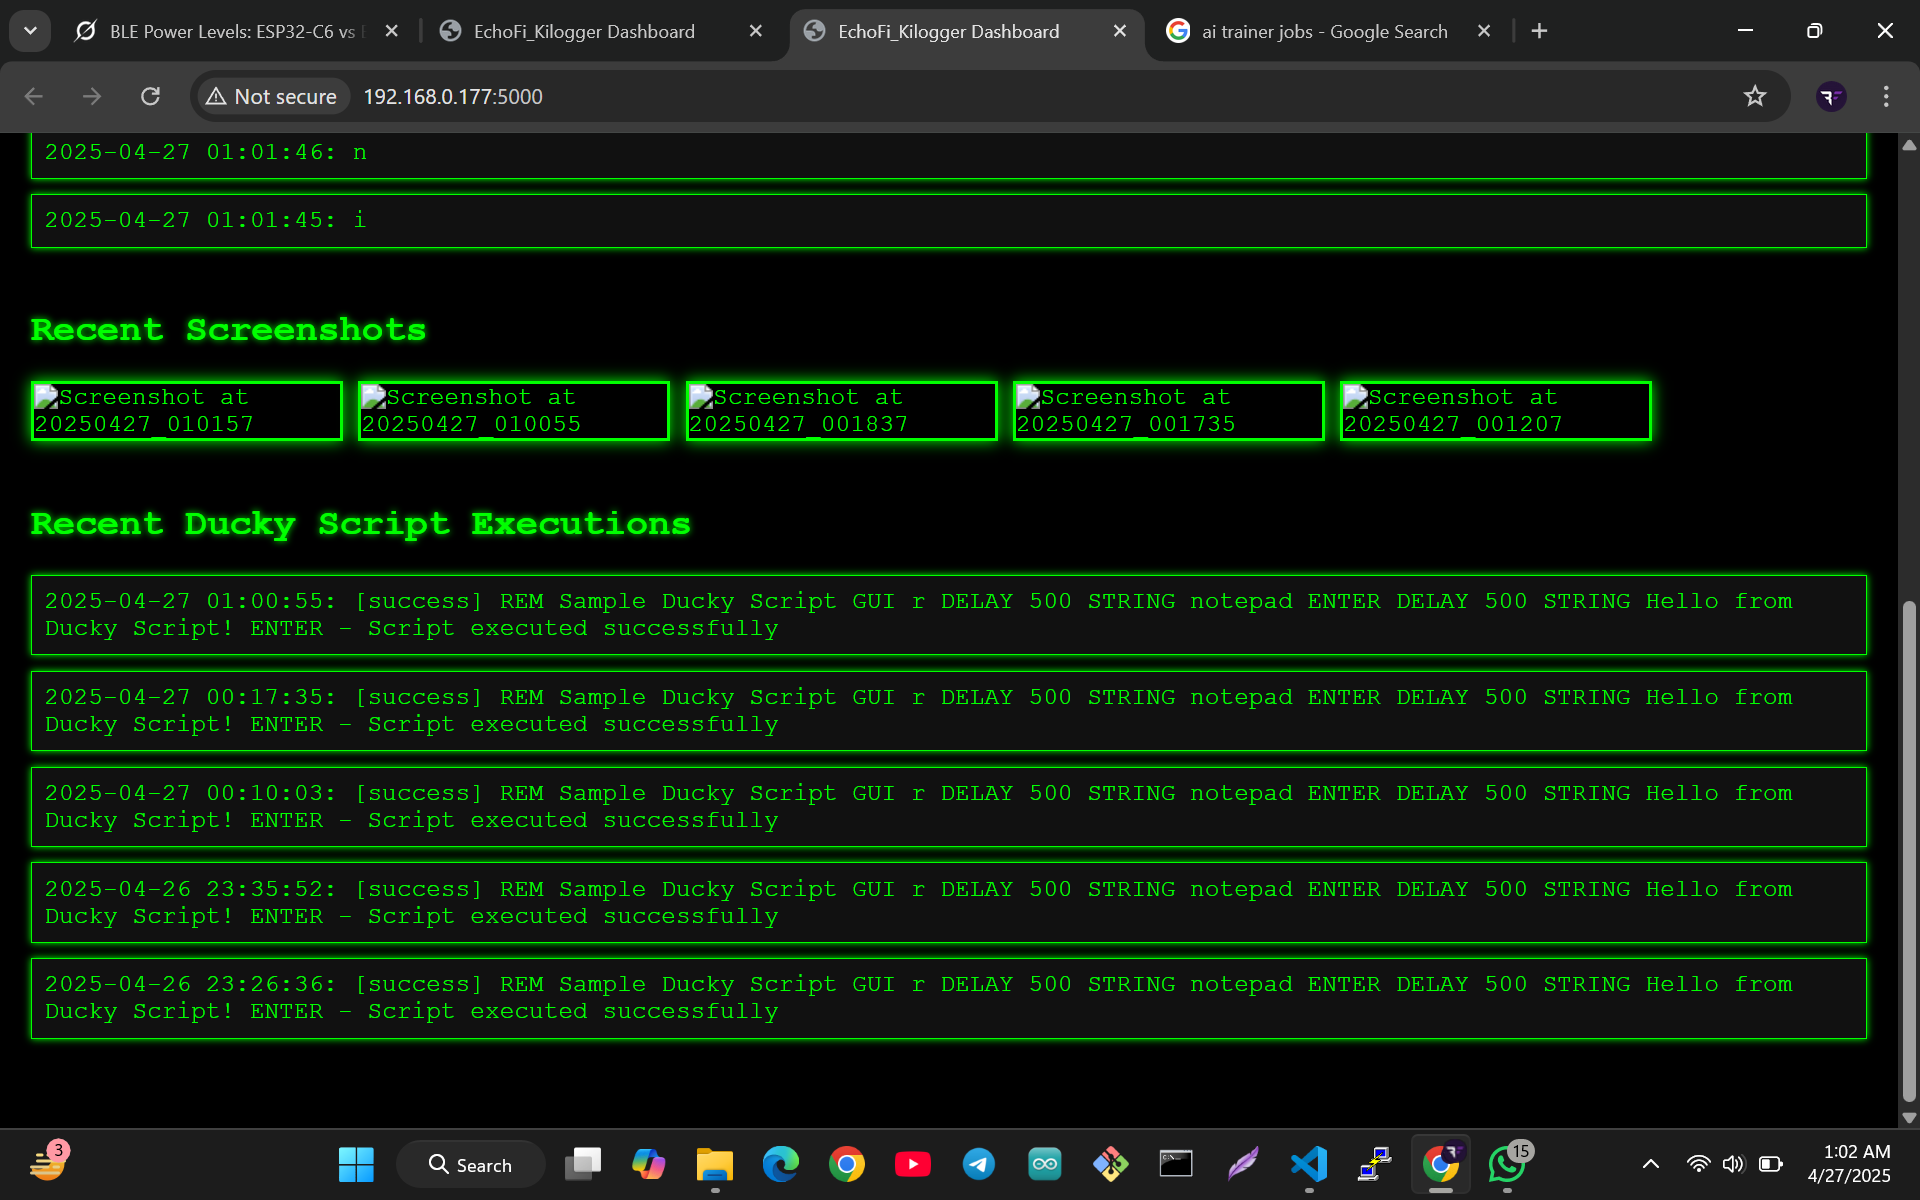 BLE Power Levels: ESP32-C6 vs E
EchoFi_Kilogger Dashboard
EchoFi_Kilogger Dashboard
ai trainer jobs - Google Search
Not secure 192.168.0.177:5000
2025-04-27 01:01:46: n
2025-04-27 01:01:45: i
Recent Screenshots
Screenshot at
20250427_010157
Screenshot at
20250427_010055
Screenshot at
20250427_001837
Screenshot at
20250427_001735
Screenshot at
20250427_001207
Recent Ducky Script Executions
2025-04-27 01:00:55: [success] REM Sample Ducky Script GUI r DELAY 500 STRING notepad ENTER DELAY 500 STRING Hello from
Ducky Script! ENTER - Script executed successfully
2025-04-27 00:17:35: [success] REM Sample Ducky Script GUI r DELAY 500 STRING notepad ENTER DELAY 500 STRING Hello from
Ducky Script! ENTER - Script executed successfully
2025-04-27 00:10:03: [success] REM Sample Ducky Script GUI r DELAY 500 STRING notepad ENTER DELAY 500 STRING Hello from
Ducky Script! ENTER - Script executed successfully
2025-04-26 23:35:52: [success] REM Sample Ducky Script GUI r DELAY 500 STRING notepad ENTER DELAY 500 STRING Hello from
Ducky Script! ENTER - Script executed successfully
2025-04-26 23:26:36: [success] REM Sample Ducky Script GUI r DELAY 500 STRING notepad ENTER DELAY 500 STRING Hello from
Ducky Script! ENTER - Script executed successfully
3
Search
15
1:02 AM
4/27/2025